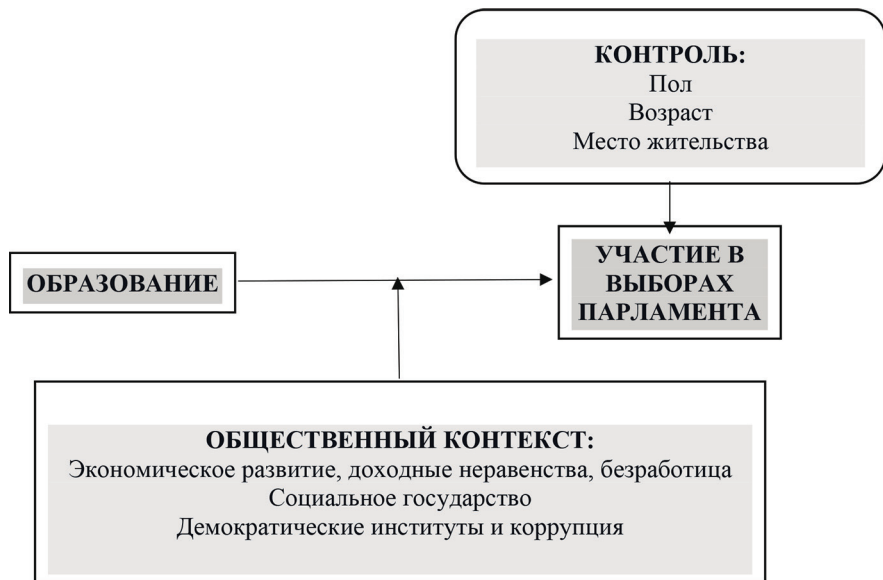 КОНТРОЛЬ:
Пол
Возраст
Место жительства
ОБРАЗОВАНИЕ
УЧАСТИЕ В
ВЫБОРАХ
ПАРЛАМЕНТА
ОБЩЕСТВЕННЫЙ КОНТЕКСТ:
Экономическое развитие, доходные неравенства, безработица
Социальное государство
Демократические институты и коррупция